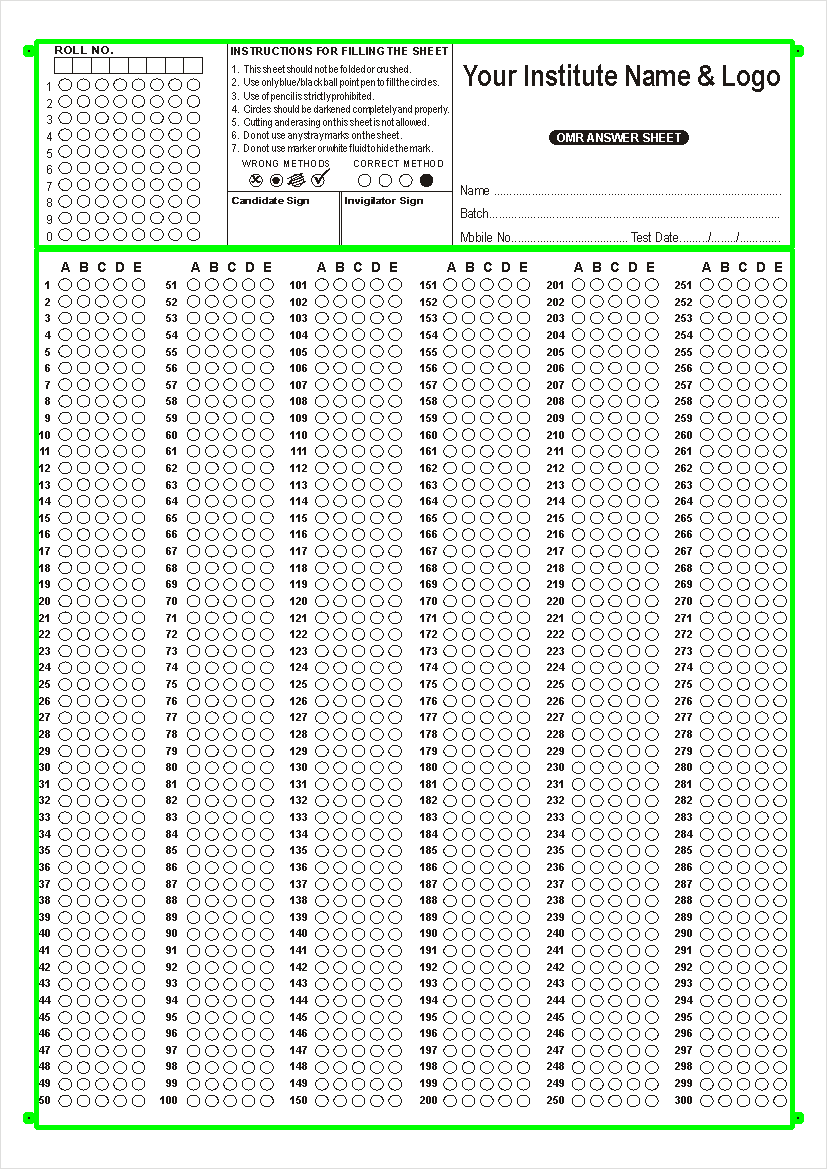 ROLL NO.
1
2
3
4
5
6
7
8
9
0
INSTRUCTIONS FOR FILLING THE SHEET
1. This sheet should not be folded or crushed.
2. Use only blue/black ball point pen to fill the circles.
3. Use of pencil is strictly prohibited.
4. Circles should be darkened completely and properly.
5. Cutting and erasing on this sheet is not allowed.
6. Do not use any stray marks on the sheet.
7. Do not use marker or white fluid to hide the mark.
WRONG METHODS CORRECT METHOD
Candidate Sign Invigilator Sign
Your Institute Name & Logo
OMR ANSWER SHEET
Name ................................................................
Batch................................................................
Mobile No.......................... Test Date........./......../.............
A B C D E A B C D E A B C D E A B C D E A B C D E A B C D E
1 51 101 151 201 251
2 52 102 152 202 252
3 53 103 153 203 253
4 54 104 154 204 254
5 55 105 155 205 255
6 56 106 156 206 256
7 57 107 157 207 257
8 58 108 158 208 258
9 59 109 159 209 259
10 60 110 160 210 260
11 61 111 161 211 261
12 62 112 162 212 262
13 63 113 163 213 263
14 64 114 164 214 264
15 65 115 165 215 265
16 66 116 166 216 266
17 67 117 167 217 267
18 68 118 168 218 268
19 69 119 169 219 269
20 70 120 170 220 270
21 71 121 171 221 271
22 72 122 172 222 272
23 73 123 173 223 273
24 74 124 174 224 274
25 75 125 175 225 275
26 76 126 176 226 276
27 77 127 177 227 277
28 78 128 178 228 278
29 79 129 179 229 279
30 80 130 180 230 280
31 81 131 181 231 281
32 82 132 182 232 282
33 83 133 183 233 283
34 84 134 184 234 284
35 85 135 185 235 285
36 86 136 186 236 286
37 87 137 187 237 287
38 88 138 188 238 288
39 89 139 189 239 289
40 90 140 190 240 290
41 91 141 191 241 291
42 92 142 192 242 292
43 93 143 193 243 293
44 94 144 194 244 294
45 95 145 195 245 295
46 96 146 196 246 296
47 97 147 197 247 297
48 98 148 198 248 298
49 99 149 199 249 299
50 100 150 200 250 300